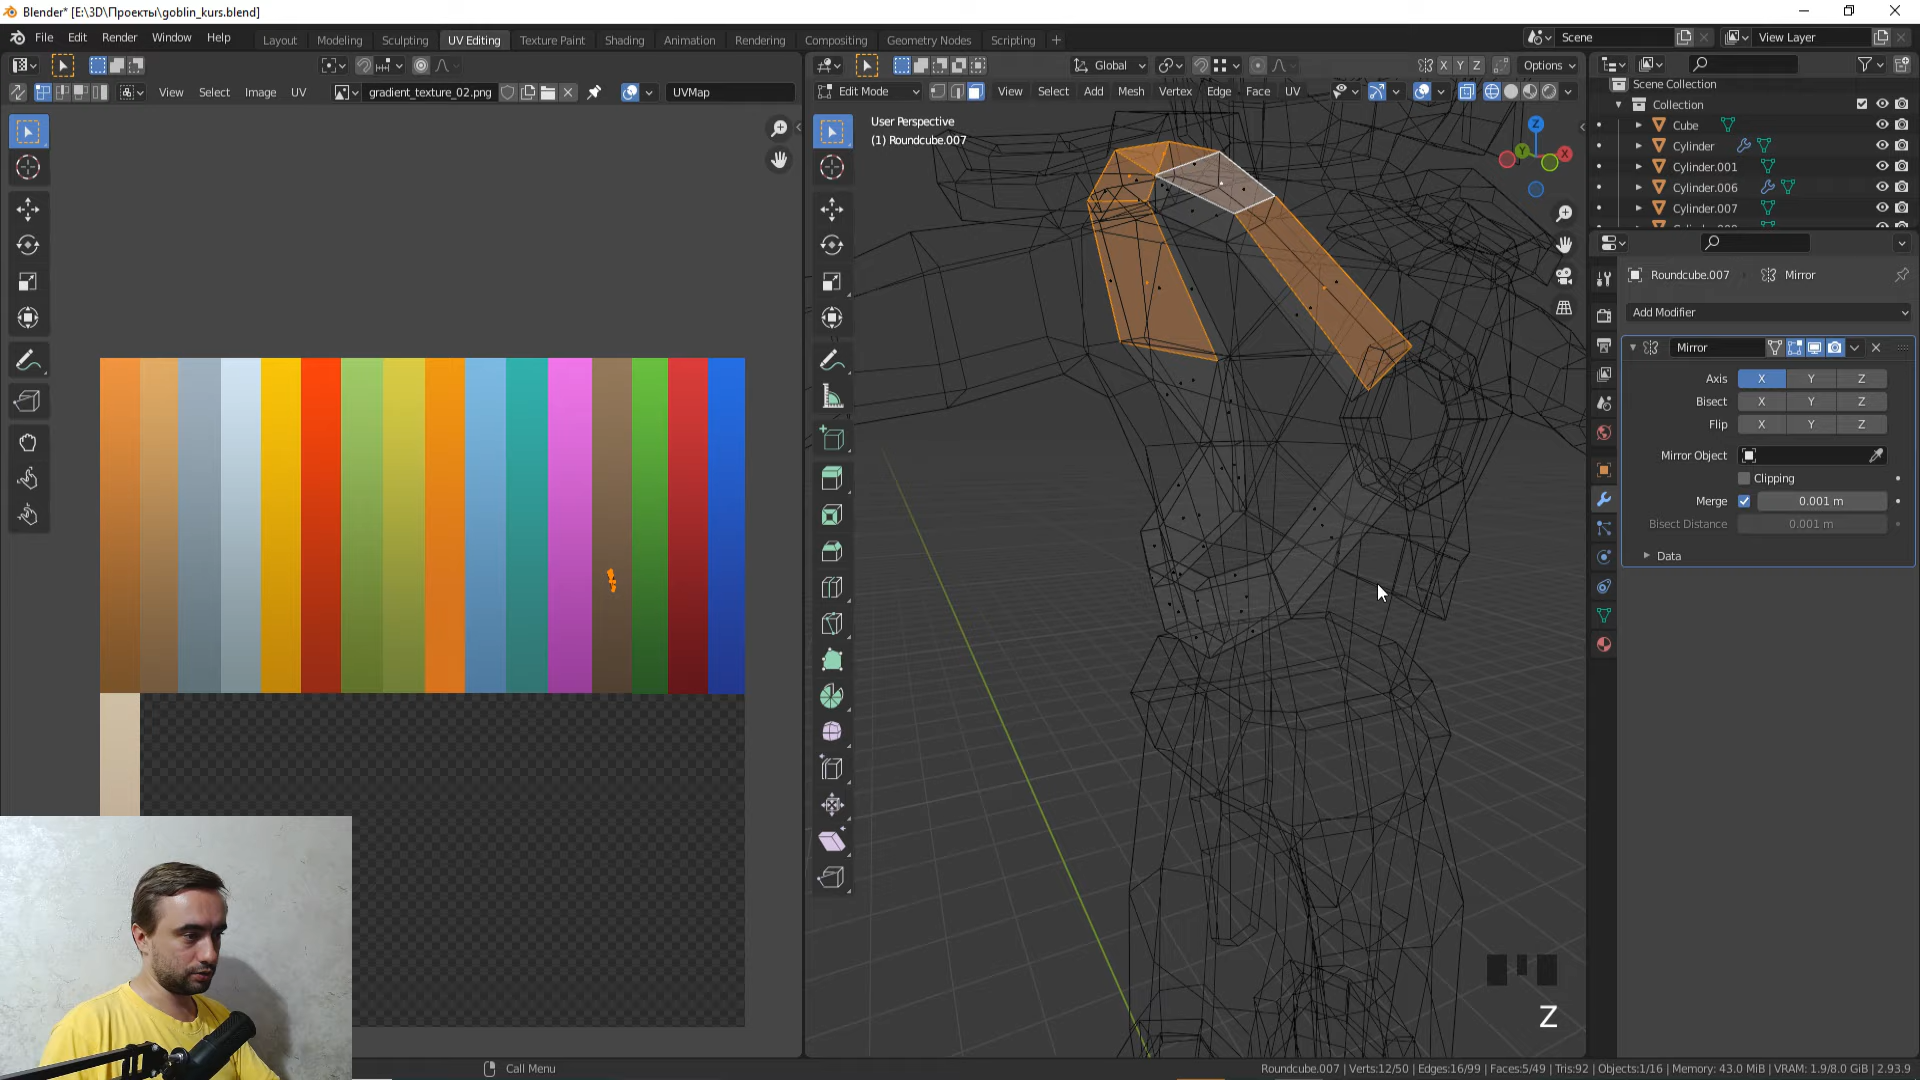 Blender* [E:\3D\Проекты\goblin_kurs.blend]
File Edit Render Window Help
Layout Modeling Sculpting UV Editing Texture Paint Shading Animation Rendering Compositing Geometry Nodes Scripting +
Scene
View Layer
Global
X Y Z
Options
View Select Image UV
gradient_texture_02.png
UVMap
Edit Mode
View Select Add Mesh Vertex Edge Face UV
User Perspective
(1) Roundcube.007
Z
Y
X
Scene Collection
Collection
Cube
Cylinder
Cylinder.001
Cylinder.006
Cylinder.007
Roundcube.007
Mirror
Add Modifier
Mirror
Axis X Y Z
Bisect X Y Z
Flip X Y Z
Mirror Object
Clipping
Merge 0.001 m
Bisect Distance 0.001 m
Data
Z
Call Menu
Roundcube.007 | Verts:12/50 | Edges:16/99 | Faces:5/49 | Tris:92 | Objects:1/16 | Memory: 43.0 MiB | VRAM: 1.9/8.0 GiB | 2.93.9